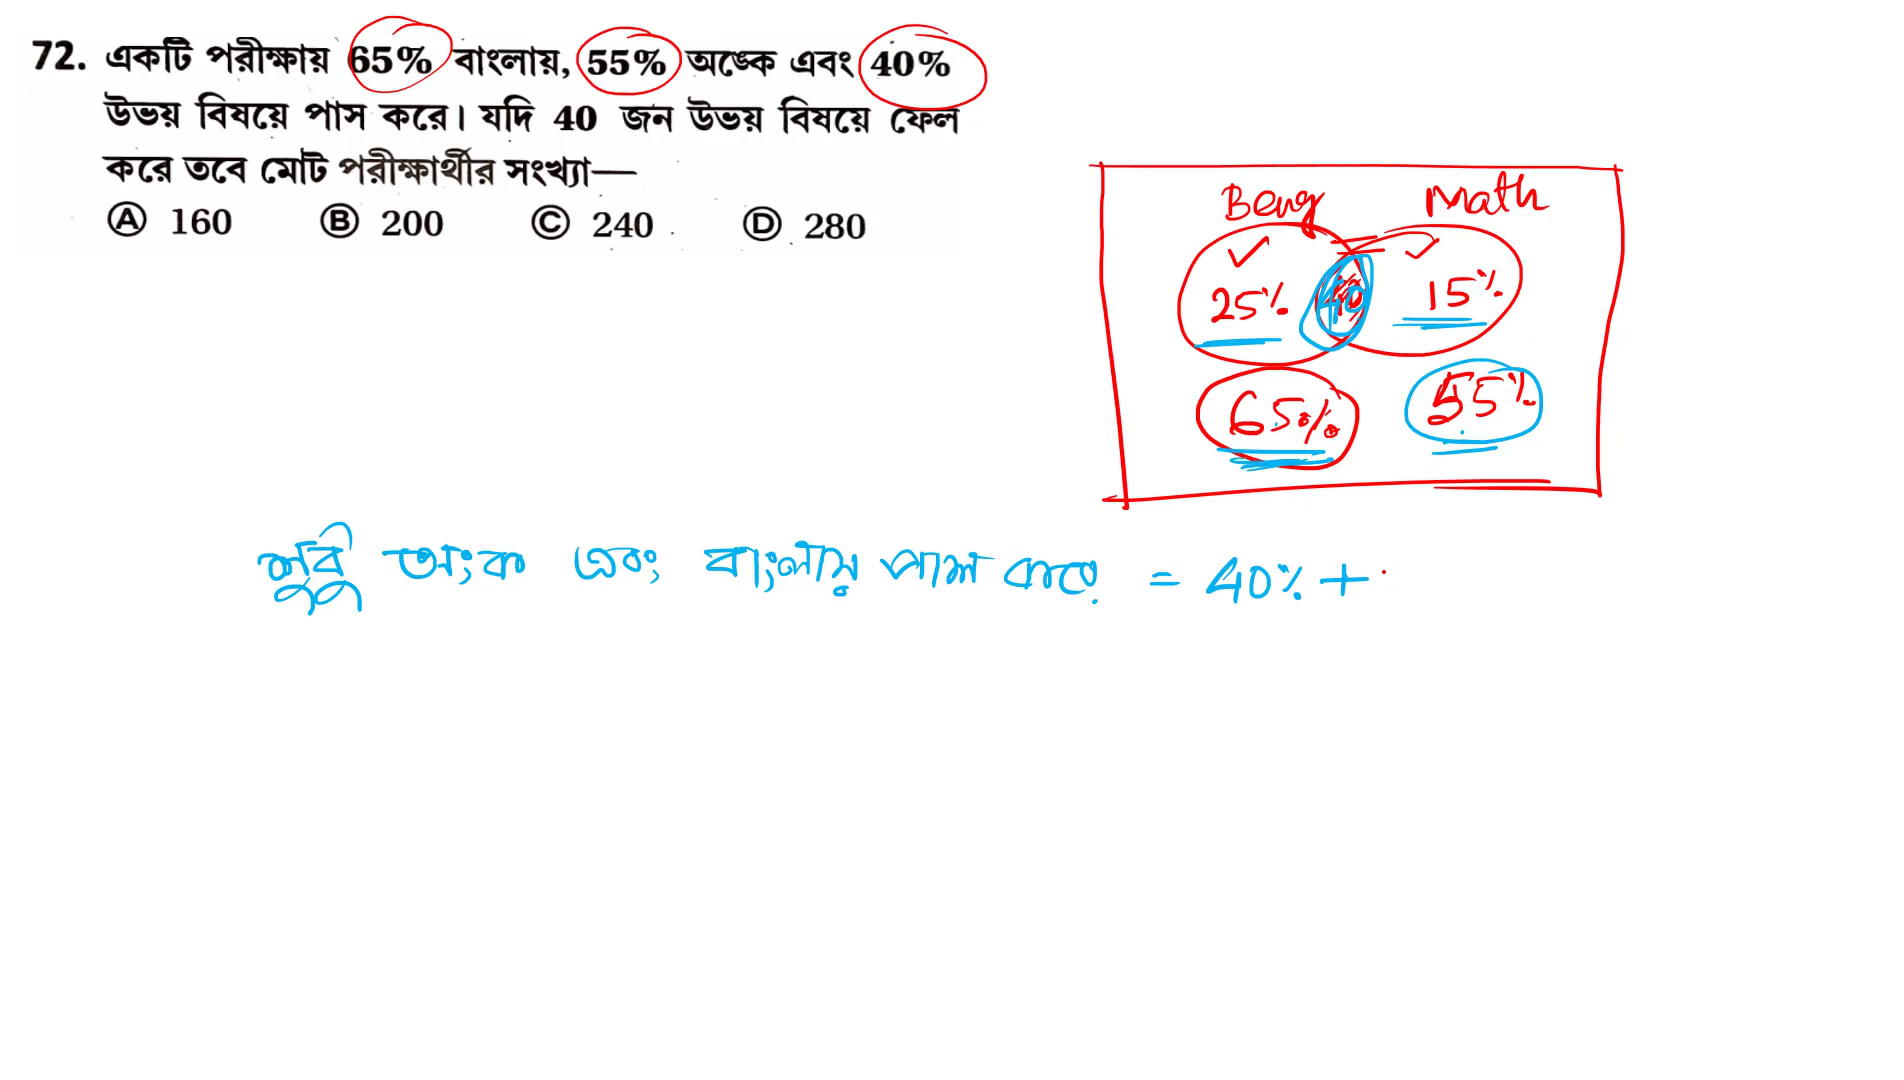 72. একটি পরীক্ষায় 65% বাংলায়, 55% অঙ্কে এবং 40%
উভয় বিষয়ে পাস করে। যদি 40 জন উভয় বিষয়ে ফেল
করে তবে মোট পরীক্ষার্থীর সংখ্যা—
Ⓐ 160 Ⓑ 200 Ⓒ 240 Ⓓ 280
Beng Math
25% 40 15%
65% 55%
শুধু অংক এবং বাংলায় পাশ করে = 40% +